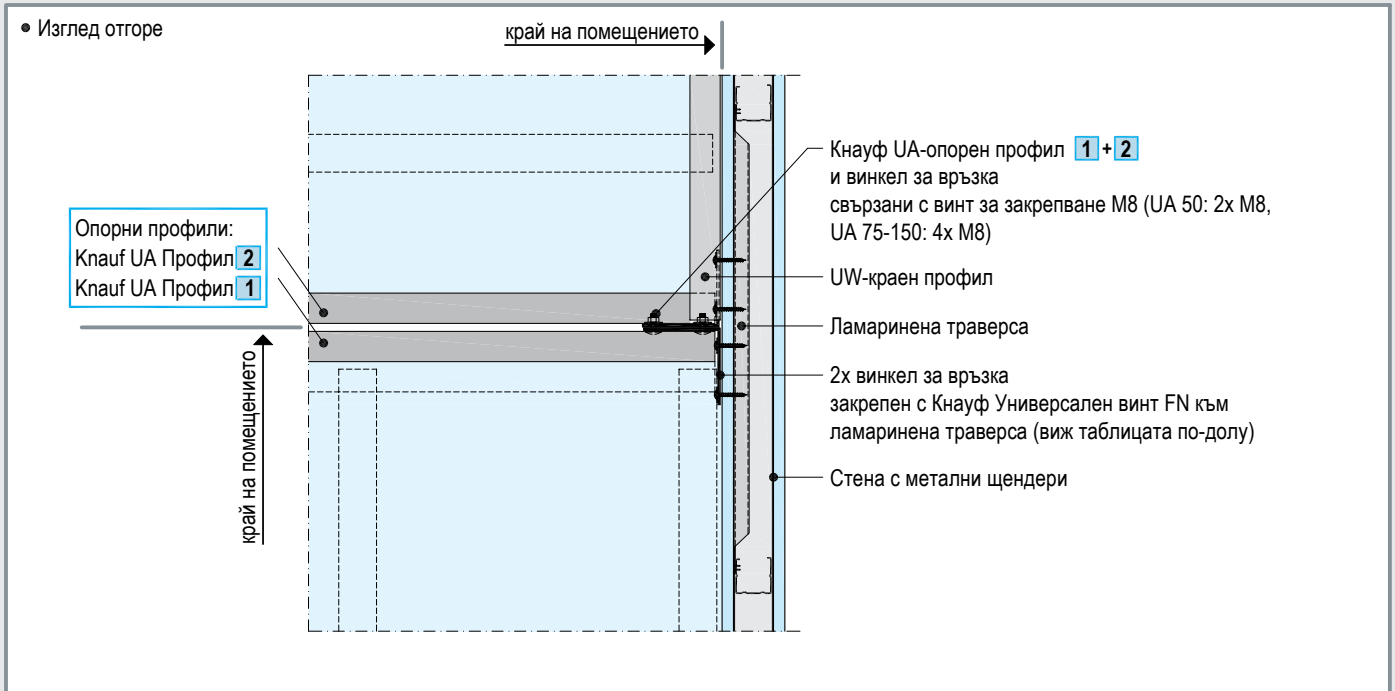 • Изглед отгоре
край на помещението
Кнауф UA-опорен профил 1 + 2
и винкел за връзка
свързани с винт за закрепване M8 (UA 50: 2x M8,
UA 75-150: 4x M8)
Опорни профили:
Knauf UA Профил 2
Knauf UA Профил 1
UW-краен профил
Ламаринена траверса
край на помещението
2x винкел за връзка
закрепен с Кнауф Универсален винт FN към
ламаринена траверса (виж таблицата по-долу)
Стена с метални щендери